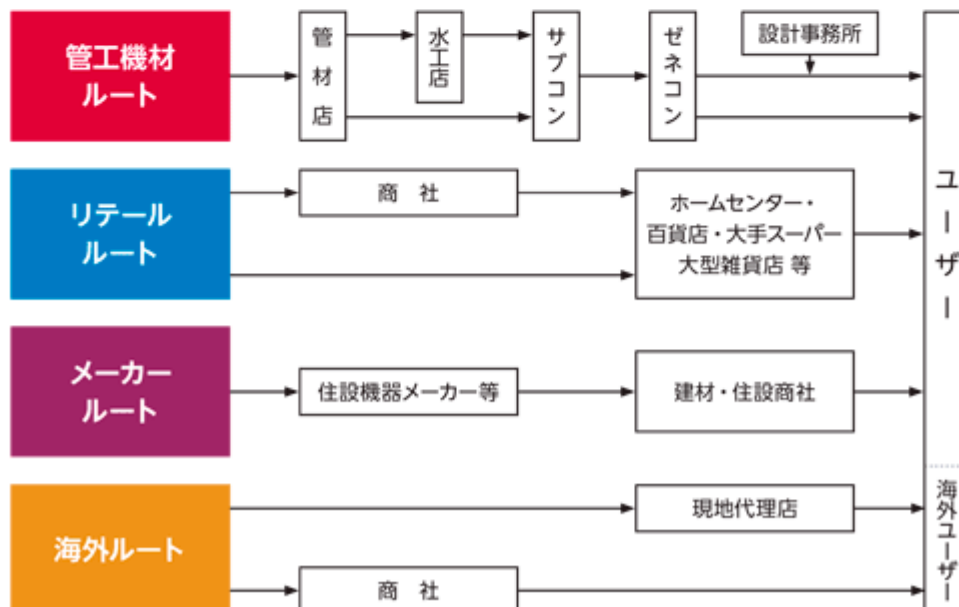 管工機材
ルート
管材店
水工店
サブコン
ゼネコン
設計事務所
ユーザー
リテール
ルート
商 社
ホームセンター・
百貨店・大手スーパー
大型雑貨店 等
メーカー
ルート
住設機器メーカー等
建材・住設商社
海外ルート
現地代理店
商 社
海外ユーザー